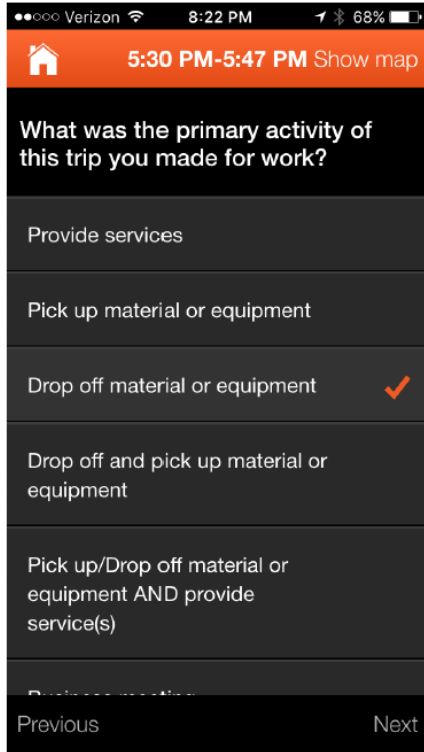 Verizon 8:22 PM 68%
5:30 PM-5:47 PM Show map
What was the primary activity of
this trip you made for work?
Provide services
Pick up material or equipment
Drop off material or equipment
Drop off and pick up material or
equipment
Pick up/Drop off material or
equipment AND provide
service(s)
Business meeting
Previous Next